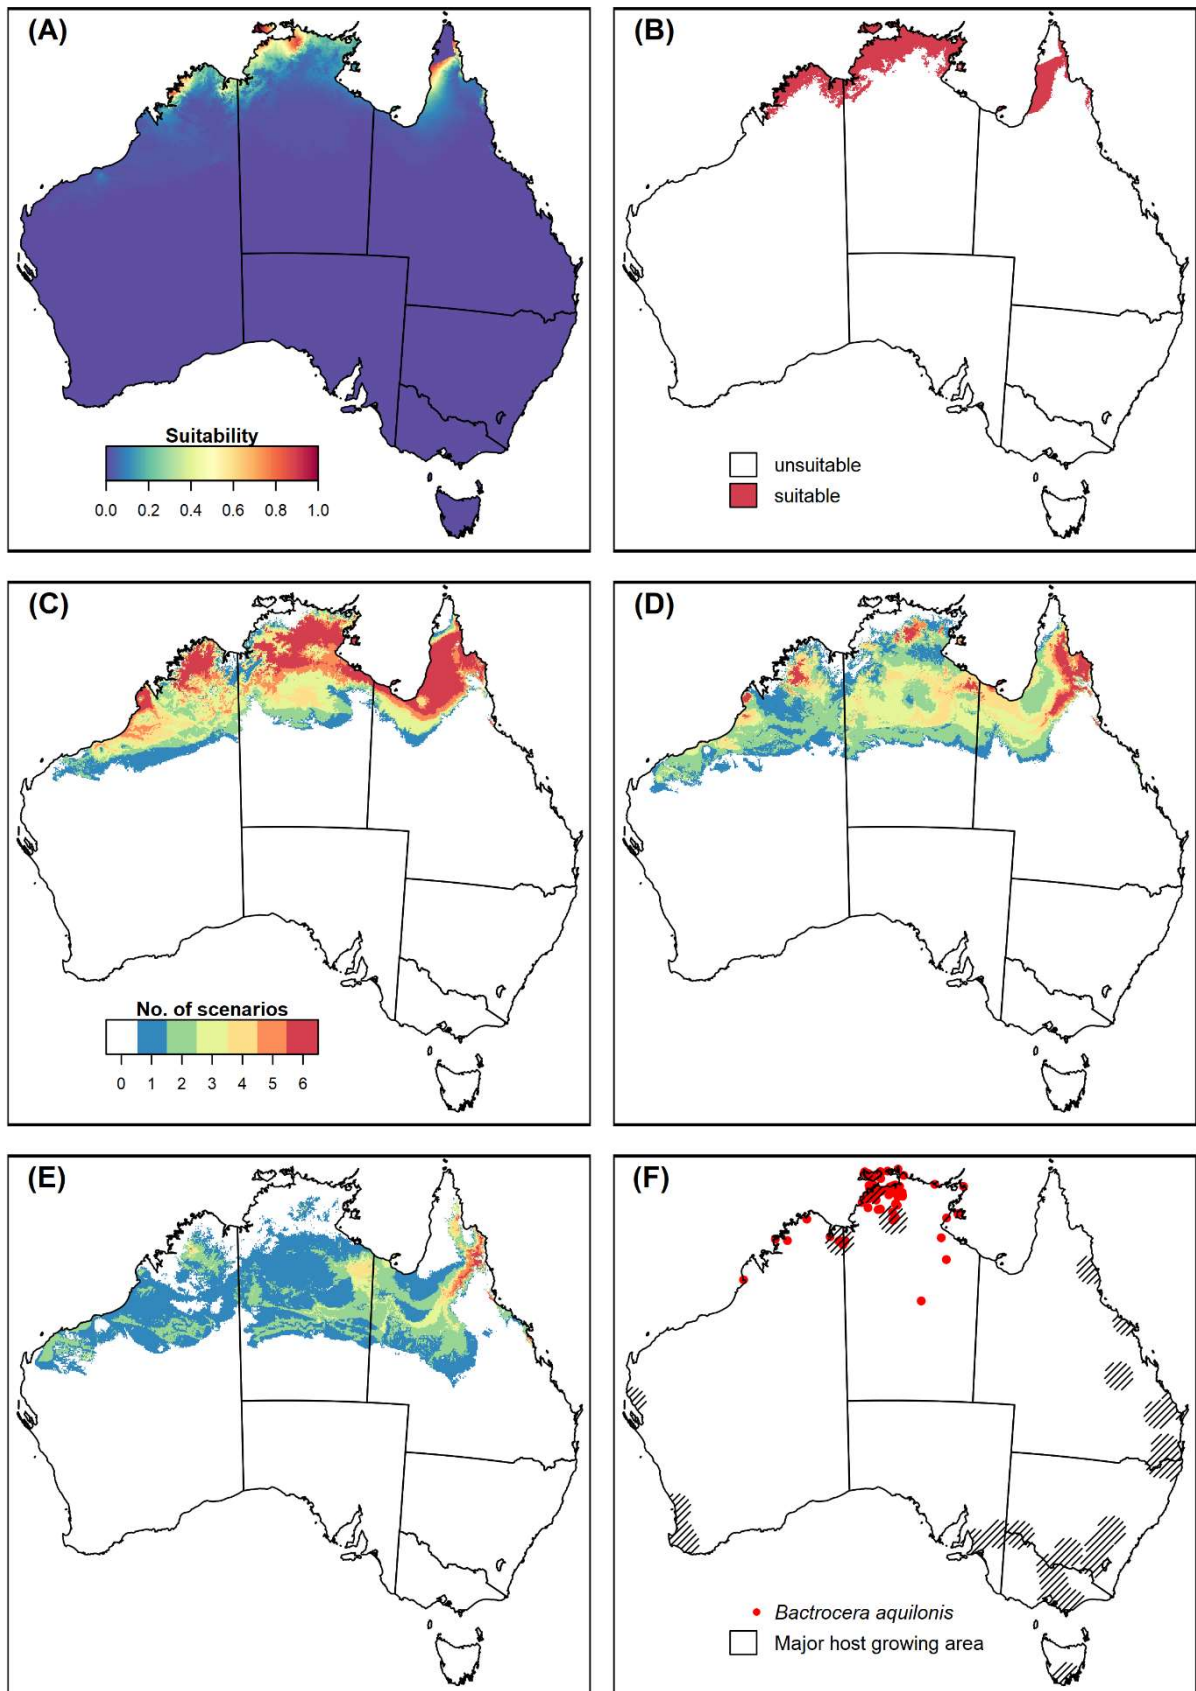 (A)
Suitability
0.0 0.2 0.4 0.6 0.8 1.0
(B)
unsuitable
suitable
(C)
No. of scenarios
0 1 2 3 4 5 6
(D)
(E)
(F)
Bactrocera aquilonis
Major host growing area